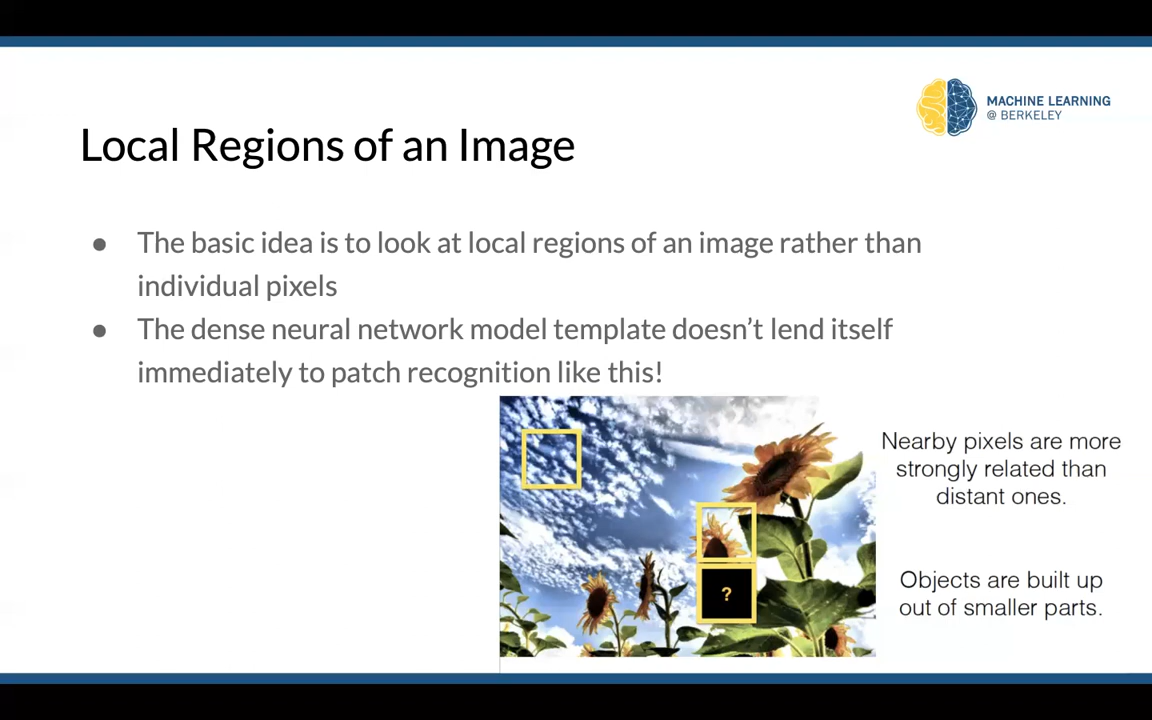 MACHINE LEARNING
@ BERKELEY
Local Regions of an Image
● The basic idea is to look at local regions of an image rather than
individual pixels
● The dense neural network model template doesn’t lend itself
immediately to patch recognition like this!
Nearby pixels are more
strongly related than
distant ones.
?
Objects are built up
out of smaller parts.